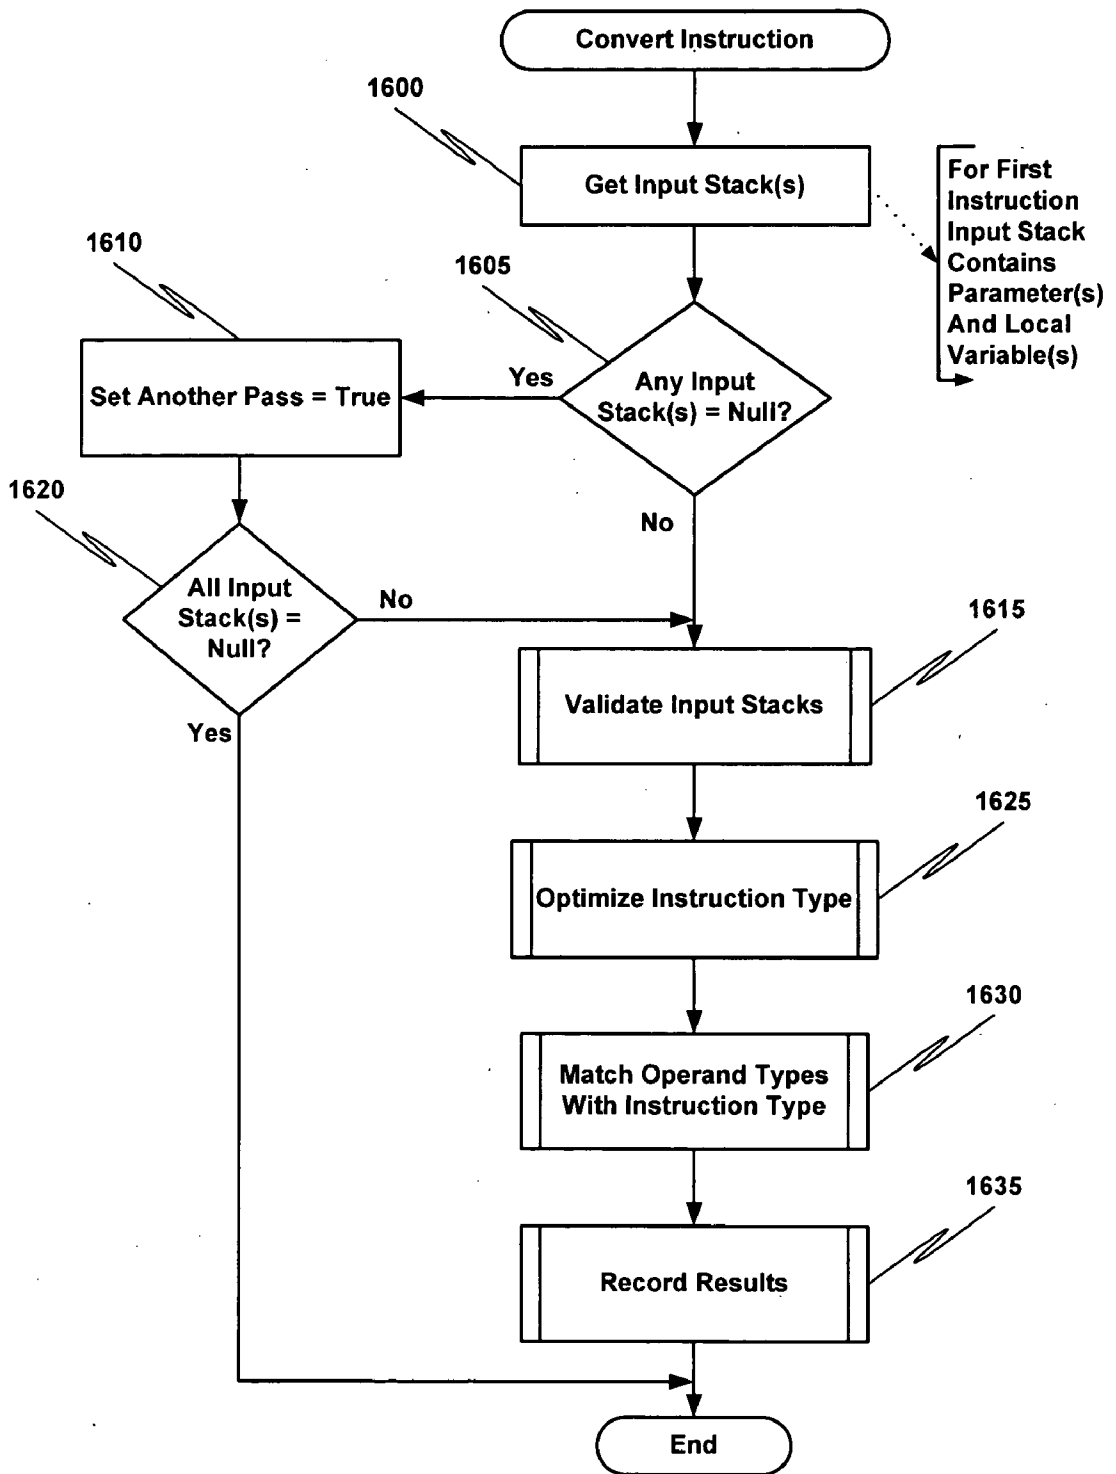 Convert Instruction
1600
Get Input Stack(s)
For First
Instruction
Input Stack
Contains
Parameter(s)
And Local
Variable(s)
1610
1605
Set Another Pass = True
Yes
Any Input
Stack(s) = Null?
1620
No
All Input
Stack(s) =
Null?
No
1615
Yes
Validate Input Stacks
1625
Optimize Instruction Type
1630
Match Operand Types
With Instruction Type
1635
Record Results
End